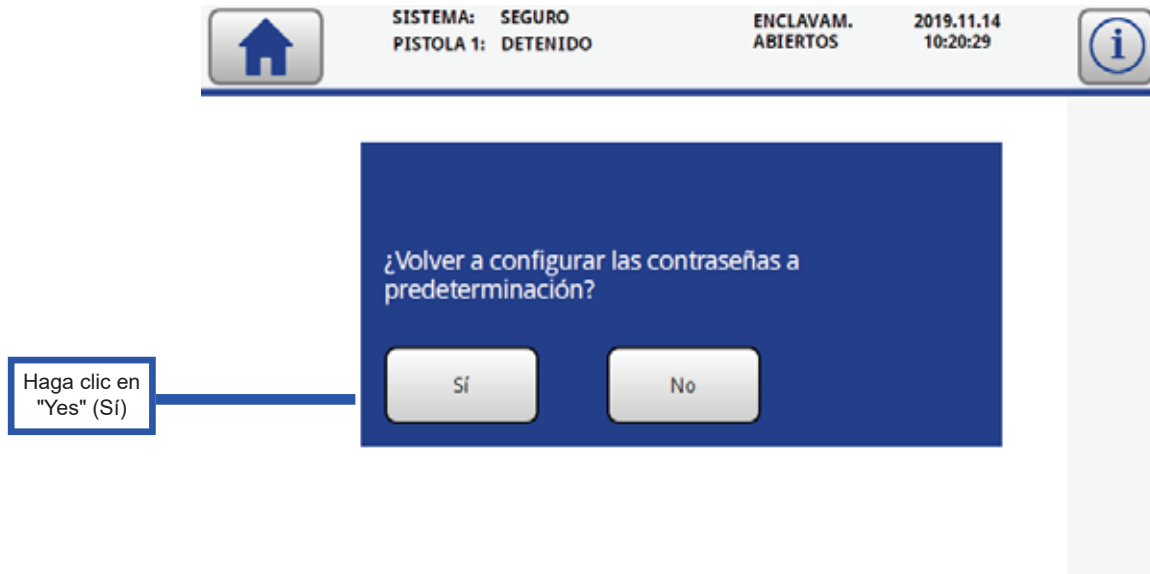 SISTEMA: SEGURO
PISTOLA 1: DETENIDO
ENCLAVAM.
ABIERTOS
2019.11.14
10:20:29
i
¿Volver a configurar las contraseñas a
predeterminación?
Sí
No
Haga clic en
"Yes" (Sí)